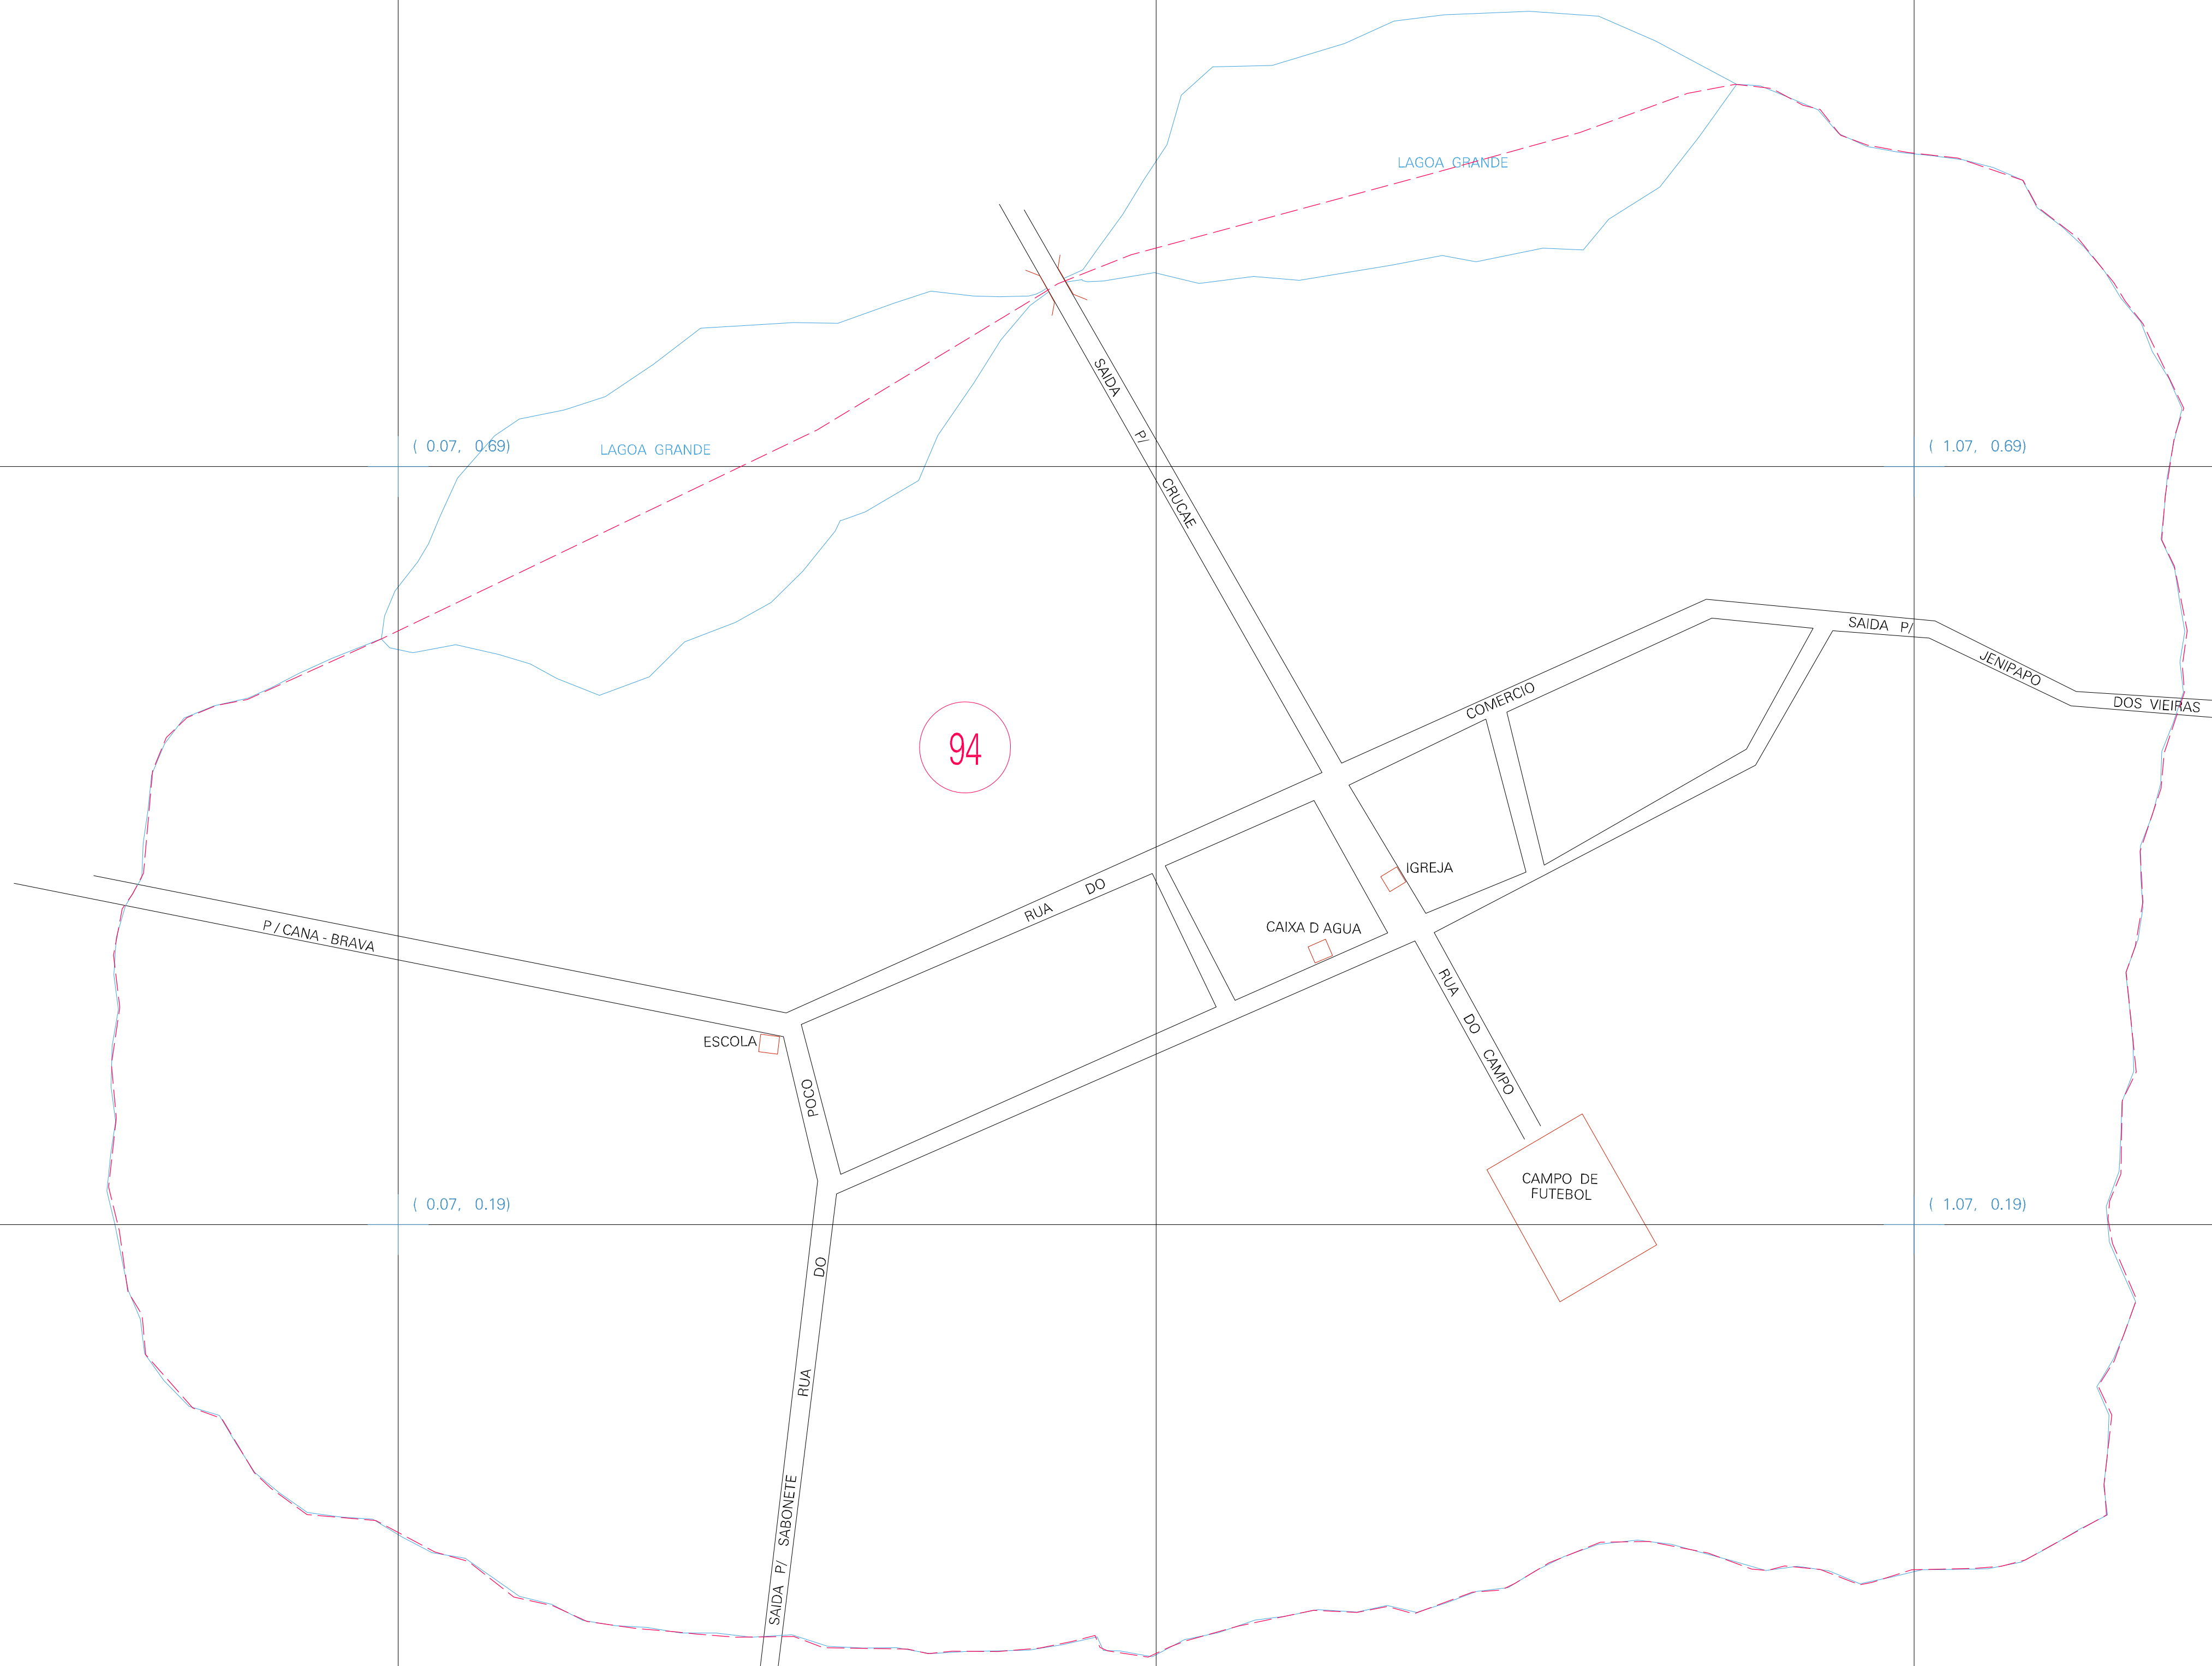 LAGOA GRANDE
( 0.07, 0.69)
LAGOA GRANDE
( 1.07, 0.69)
SAIDA P/ CRUCAE
SAIDA P/ JENIPAPO DOS VIEIRAS
94
RUA DO COMERCIO
IGREJA
CAIXA D AGUA
P / CANA - BRAVA
ESCOLA
RUA DO CAMPO
RUA DO POCO
CAMPO DE
FUTEBOL
( 0.07, 0.19)
( 1.07, 0.19)
SAIDA P/ SABONETE